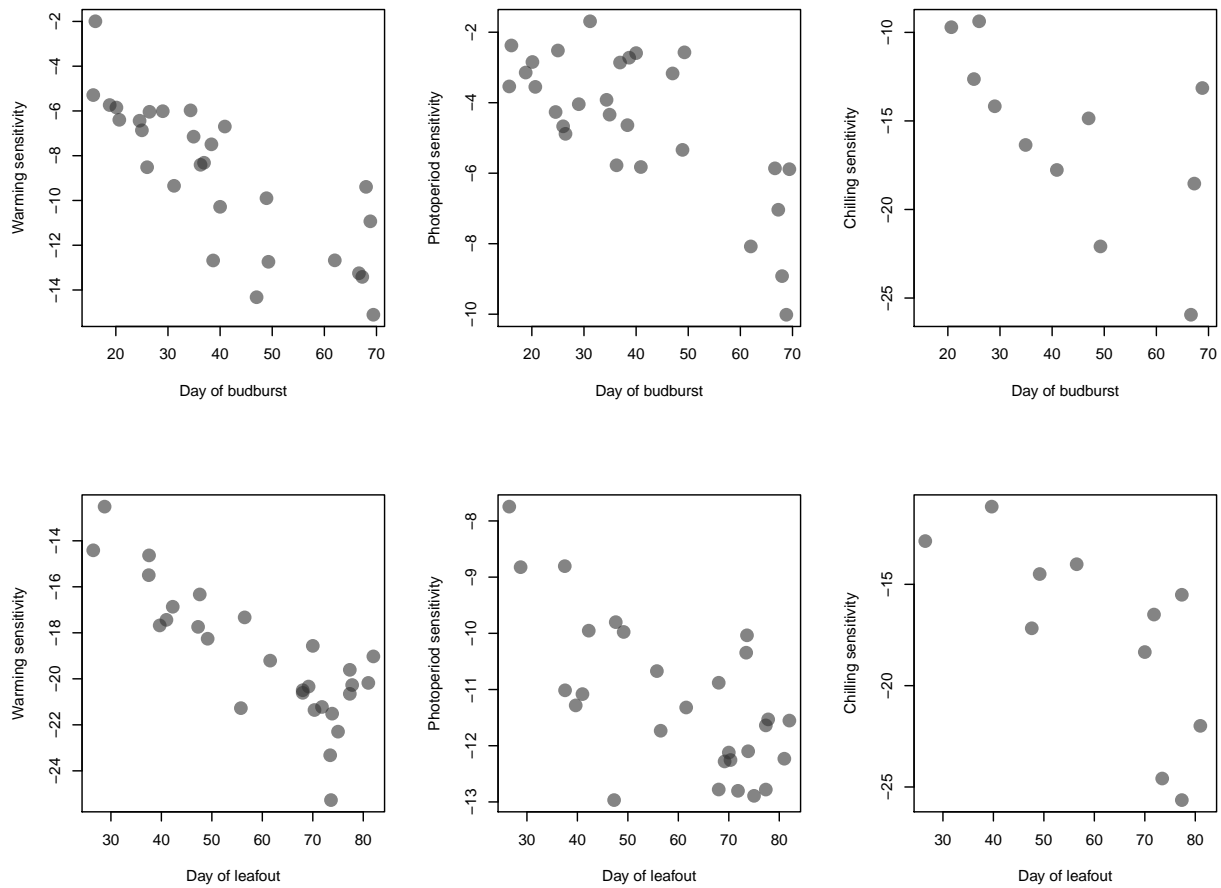 −2
−4
−6
−8
−10
−12
−14
Warming sensitivity
20 30 40 50 60 70
Day of budburst
−2
−4
−6
−8
−10
Photoperiod sensitivity
20 30 40 50 60 70
Day of budburst
−10
−15
−20
−25
Chilling sensitivity
20 30 40 50 60 70
Day of budburst
−14
−16
−18
−20
−22
−24
Warming sensitivity
30 40 50 60 70 80
Day of leafout
−8
−9
−10
−11
−12
−13
Photoperiod sensitivity
30 40 50 60 70 80
Day of leafout
−15
−20
−25
Chilling sensitivity
30 40 50 60 70 80
Day of leafout